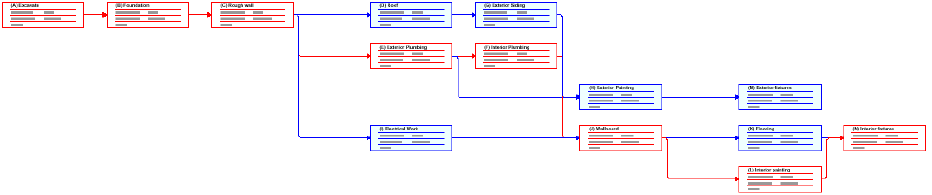 (A) Excavate
(B) Foundation
(C) Rough wall
(D) Roof
(G) Exterior Siding
(E) Exterior Plumbing
(F) Interior Plumbing
(H) Exterior Painting
(M) Exterior fixtures
(I) Electrical Work
(J) Wallboard
(K) Flooring
(N) Interior fixtures
(L) Interior painting